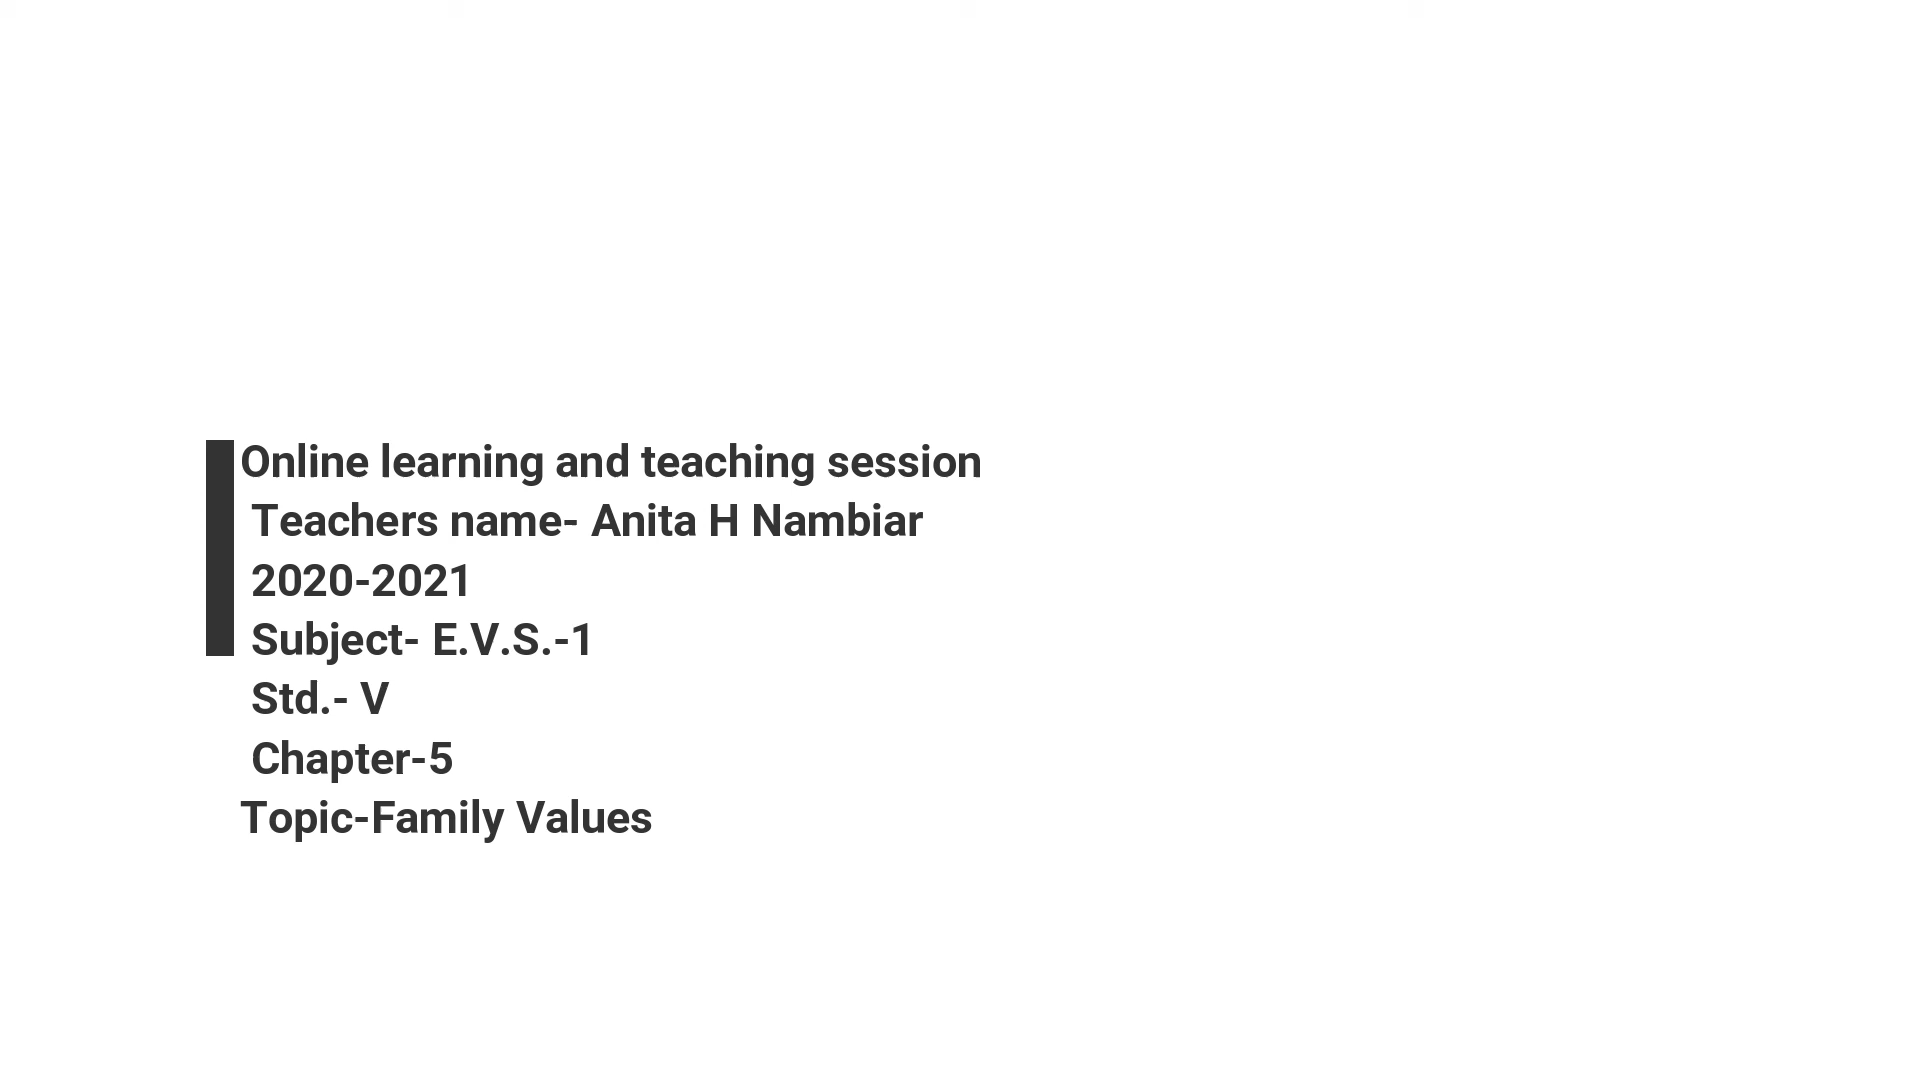 Online learning and teaching session
Teachers name- Anita H Nambiar
2020-2021
Subject- E.V.S.-1
Std.- V
Chapter-5
Topic-Family Values